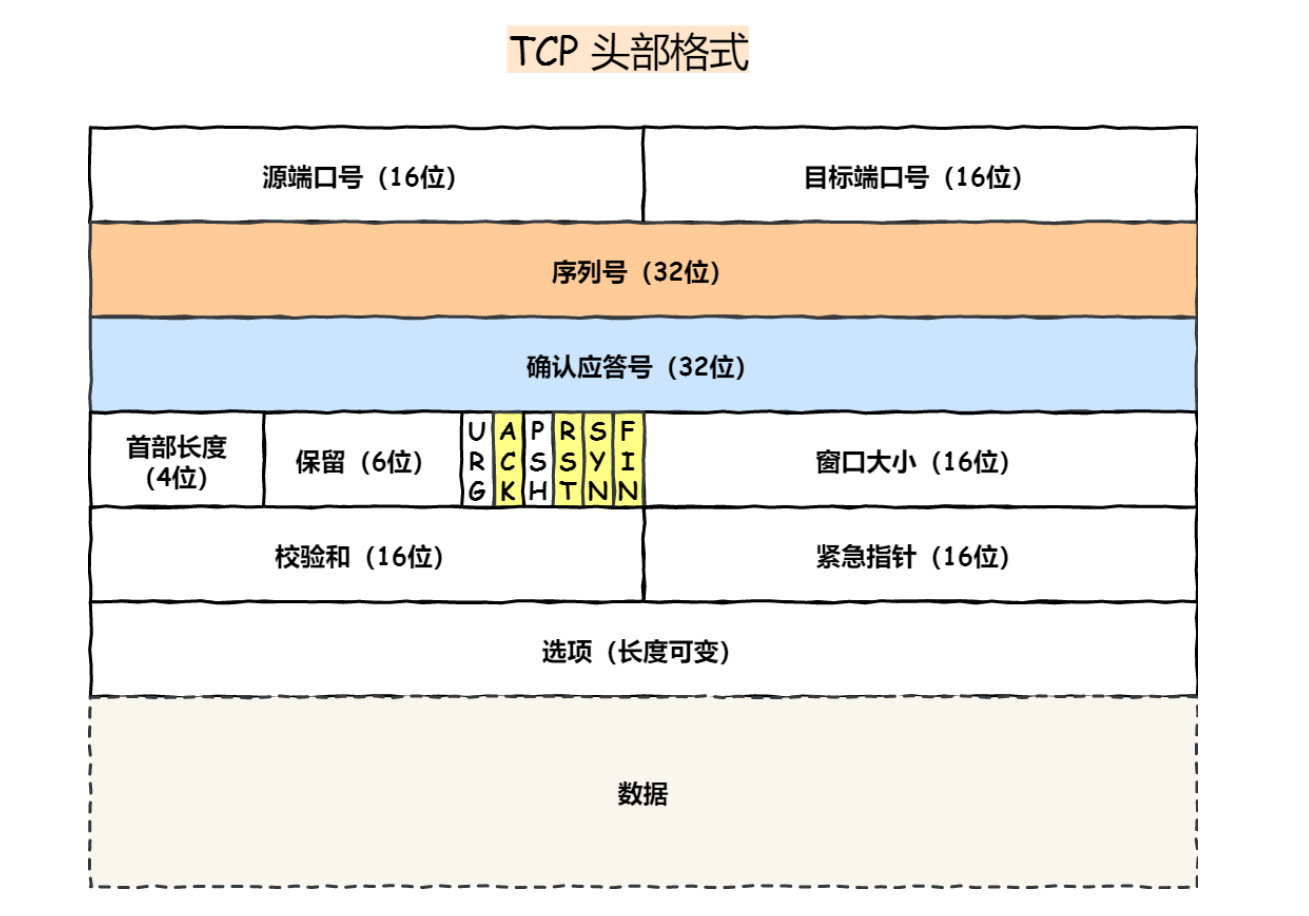 TCP 头部格式
源端口号（16位）
目标端口号（16位）
序列号（32位）
确认应答号（32位）
首部长度
（4位）
保留（6位）
URG
ACK
PSH
RST
SYN
FIN
窗口大小（16位）
校验和（16位）
紧急指针（16位）
选项（长度可变）
数据